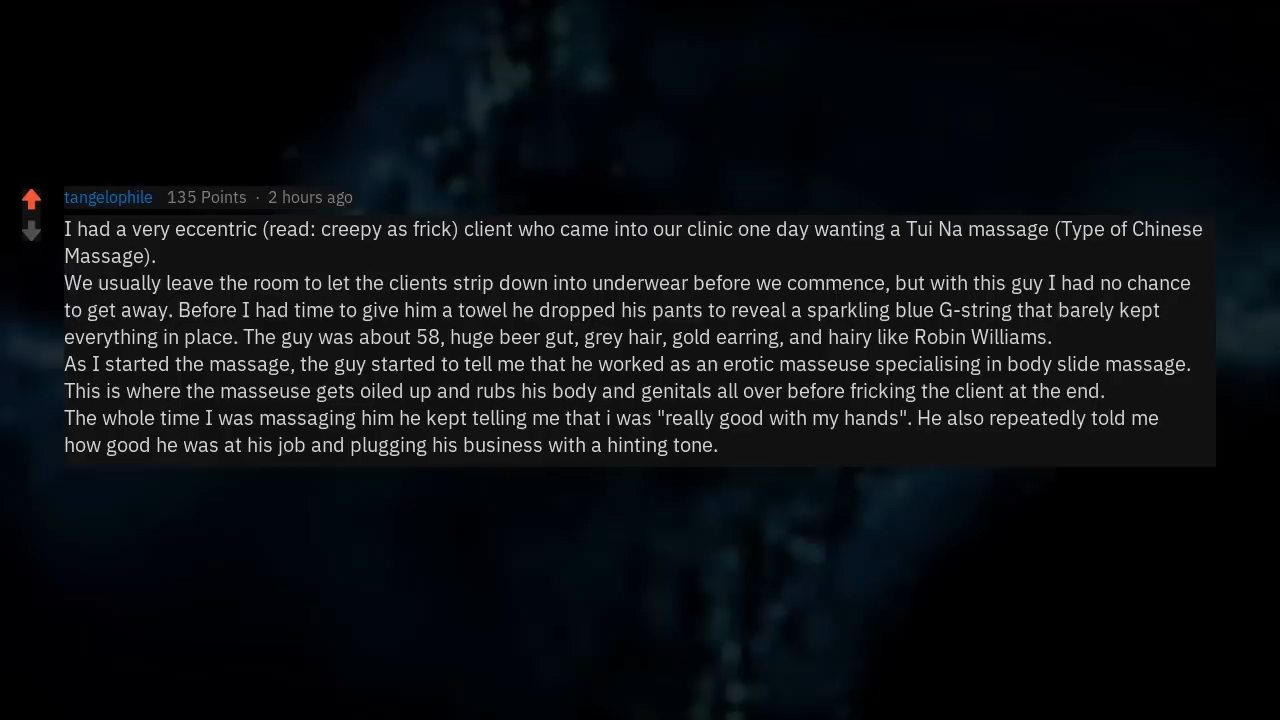 tangelophile 135 Points · 2 hours ago
I had a very eccentric (read: creepy as frick) client who came into our clinic one day wanting a Tui Na massage (Type of Chinese
Massage).
We usually leave the room to let the clients strip down into underwear before we commence, but with this guy I had no chance
to get away. Before I had time to give him a towel he dropped his pants to reveal a sparkling blue G-string that barely kept
everything in place. The guy was about 58, huge beer gut, grey hair, gold earring, and hairy like Robin Williams.
As I started the massage, the guy started to tell me that he worked as an erotic masseuse specialising in body slide massage.
This is where the masseuse gets oiled up and rubs his body and genitals all over before fricking the client at the end.
The whole time I was massaging him he kept telling me that i was "really good with my hands". He also repeatedly told me
how good he was at his job and plugging his business with a hinting tone.